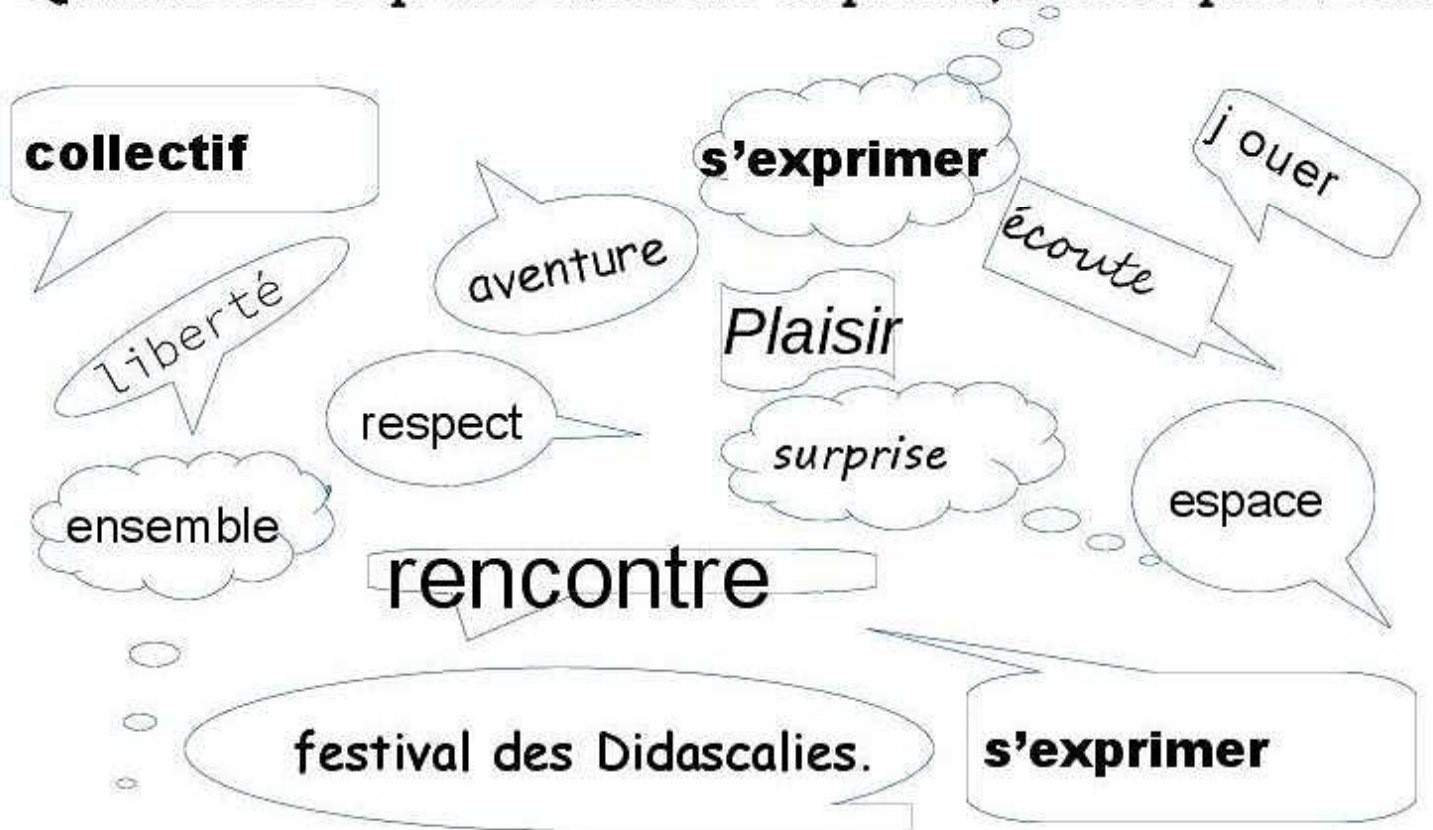 collectif
s'exprimer
jouer
aventure
écoute
liberté
Plaisir
respect
surprise
espace
ensemble
rencontre
festival des Didascalies.
s'exprimer